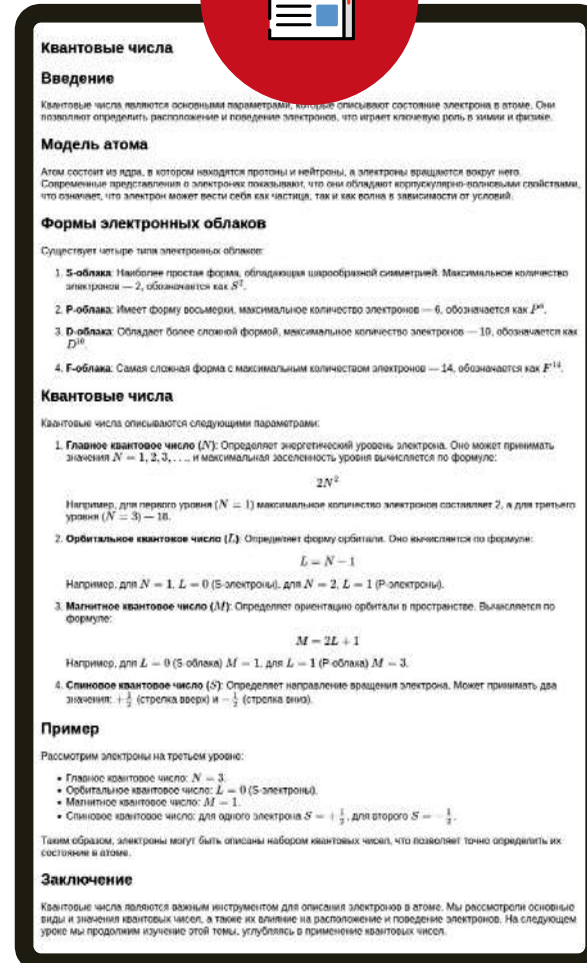 Квантовые числа
Введение
Квантовые числа являются основными параметрами, которые описывают состояние электрона в атоме. Они
позволяют определить расположение и поведение электронов, что играет ключевую роль в химии и физике.
Модель атома
Атом состоит из ядра, в котором находятся протоны и нейтроны, а электроны вращаются вокруг него.
Современные представления о электронах показывают, что они обладают корпускулярно-волновыми свойствами,
что означает, что электрон может вести себя как частица, так и как волна в зависимости от условий.
Формы электронных облаков
Существует четыре типа электронных облаков:
1. S-облака: Наиболее простая форма, обладающая шарообразной симметрией. Максимальное количество
электронов — 2, обозначается как S².
2. P-облака: Имеет форму восьмерки, максимальное количество электронов — 6, обозначается как P⁶.
3. D-облака: Обладает более сложной формой, максимальное количество электронов — 10, обозначается как
D¹⁰.
4. F-облака: Самая сложная форма с максимальным количеством электронов — 14, обозначается как F¹⁴.
Квантовые числа
Квантовые числа описываются следующими параметрами:
1. Главное квантовое число (N): Определяет энергетический уровень электрона. Оно может принимать
значения N = 1, 2, 3, . . ., и максимальная заселенность уровня вычисляется по формуле:
2N²
Например, для первого уровня (N = 1) максимальное количество электронов составляет 2, а для третьего
уровня (N = 3) — 18.
2. Орбитальное квантовое число (L): Определяет форму орбитали. Оно вычисляется по формуле:
L = N − 1
Например, для N = 1, L = 0 (S-электроны), для N = 2, L = 1 (P-электроны).
3. Магнитное квантовое число (M): Определяет ориентацию орбитали в пространстве. Вычисляется по
формуле:
M = 2L + 1
Например, для L = 0 (S-облака) M = 1, для L = 1 (P-облака) M = 3.
4. Спиновое квантовое число (S): Определяет направление вращения электрона. Может принимать два
значения: +½ (стрелка вверх) и −½ (стрелка вниз).
Пример
Рассмотрим электроны на третьем уровне:
• Главное квантовое число: N = 3.
• Орбитальное квантовое число: L = 0 (S-электроны).
• Магнитное квантовое число: M = 1.
• Спиновое квантовое число: для одного электрона S = +½, для второго S = −½.
Таким образом, электроны могут быть описаны набором квантовых чисел, что позволяет точно определить их
состояние в атоме.
Заключение
Квантовые числа являются важным инструментом для описания электронов в атоме. Мы рассмотрели основные
виды и значения квантовых чисел, а также их влияние на расположение и поведение электронов. На следующем
уроке мы продолжим изучение этой темы, углубляясь в применение квантовых чисел.